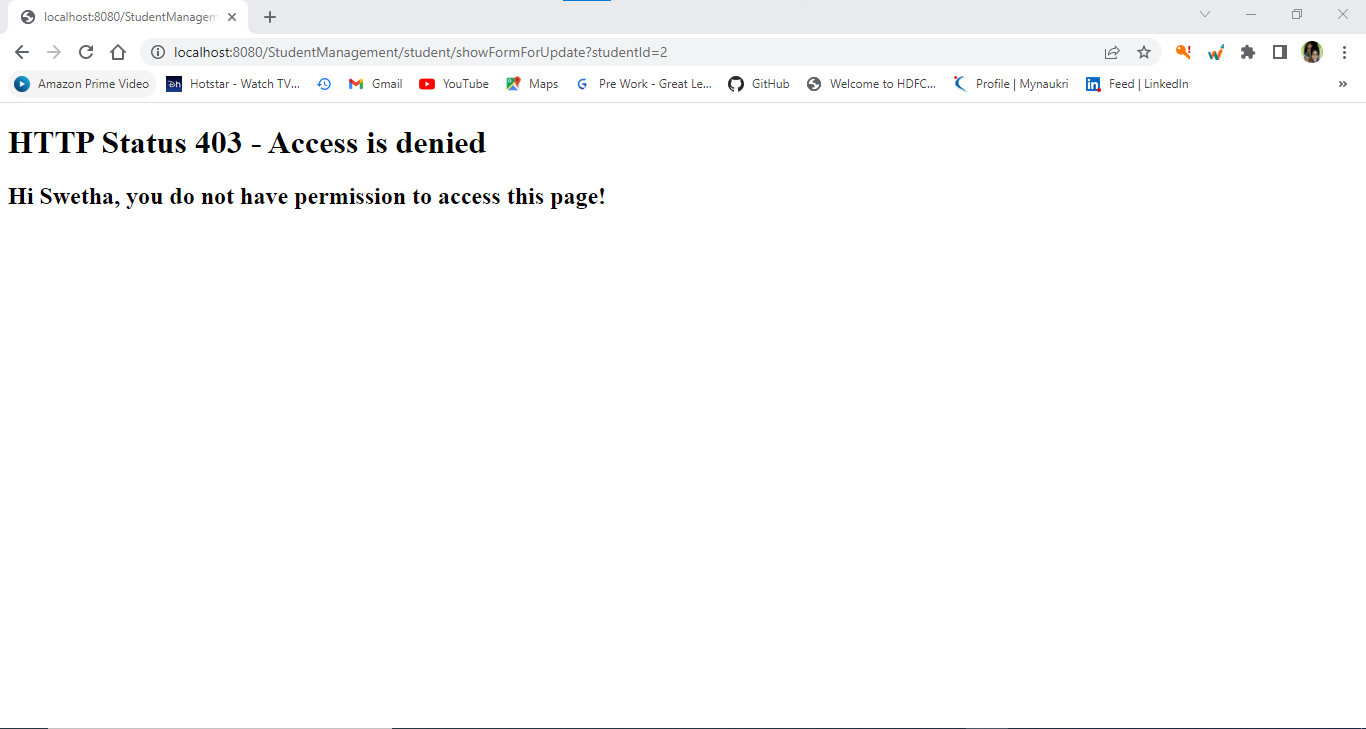 localhost:8080/StudentManagem
localhost:8080/StudentManagement/student/showFormForUpdate?studentId=2
Amazon Prime Video Hotstar - Watch TV... Gmail YouTube Maps G Pre Work - Great Le... GitHub Welcome to HDFC... Profile | Mynaukri in Feed | LinkedIn »
HTTP Status 403 - Access is denied
Hi Swetha, you do not have permission to access this page!